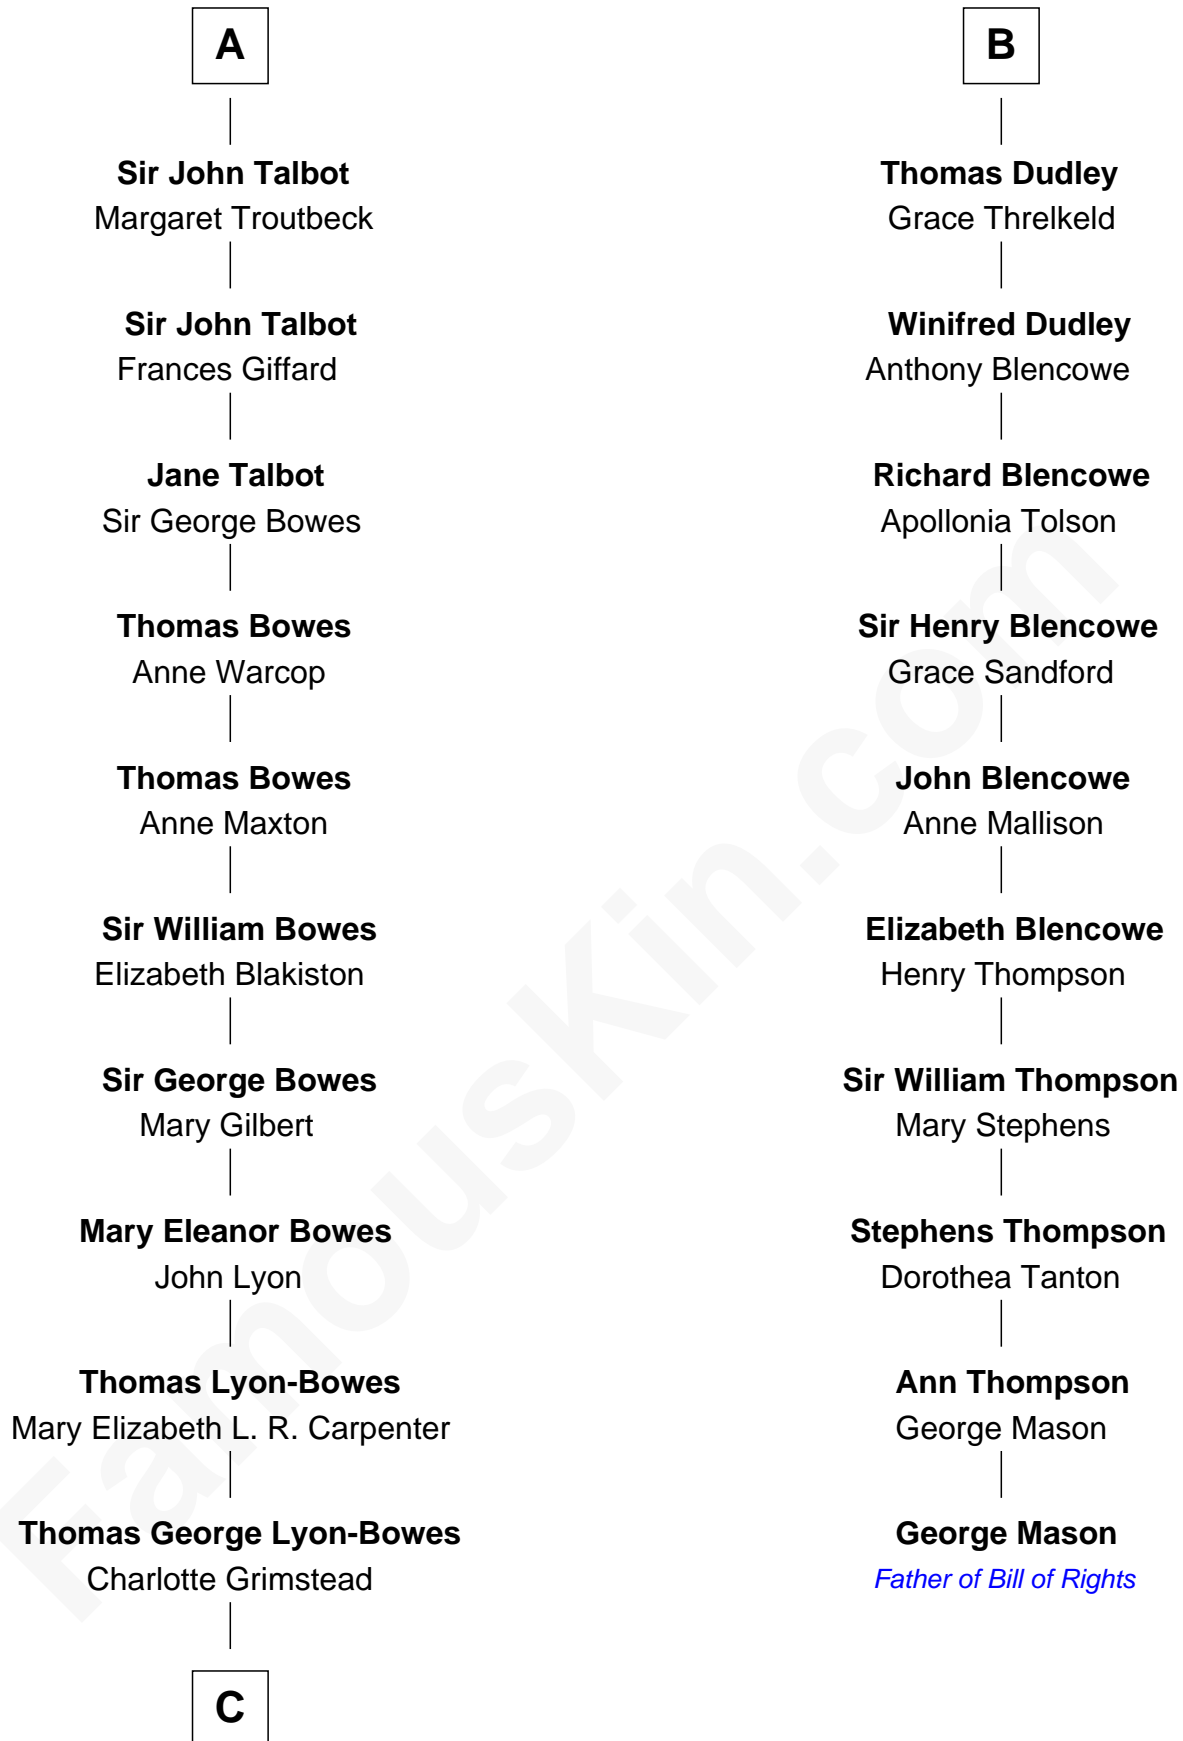 A
Sir John Talbot
Margaret Troutbeck
Sir John Talbot
Frances Giffard
Jane Talbot
Sir George Bowes
Thomas Bowes
Anne Warcop
Thomas Bowes
Anne Maxton
Sir William Bowes
Elizabeth Blakiston
Sir George Bowes
Mary Gilbert
Mary Eleanor Bowes
John Lyon
Thomas Lyon-Bowes
Mary Elizabeth L. R. Carpenter
Thomas George Lyon-Bowes
Charlotte Grimstead
C
B
Thomas Dudley
Grace Threlkeld
Winifred Dudley
Anthony Blencowe
Richard Blencowe
Apollonia Tolson
Sir Henry Blencowe
Grace Sandford
John Blencowe
Anne Mallison
Elizabeth Blencowe
Henry Thompson
Sir William Thompson
Mary Stephens
Stephens Thompson
Dorothea Tanton
Ann Thompson
George Mason
George Mason
Father of Bill of Rights
FamousKin.com